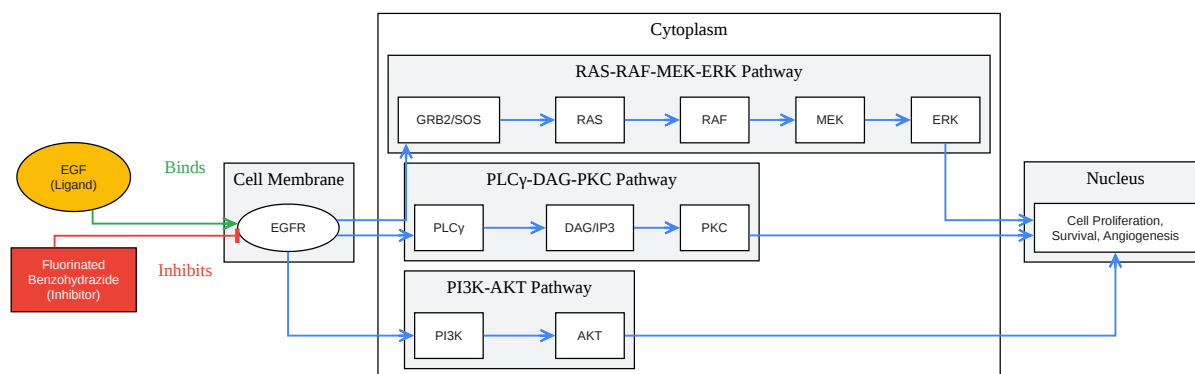 Cytoplasm
RAS-RAF-MEK-ERK Pathway
GRB2/SOS
RAS
RAF
MEK
ERK
EGF
(Ligand)
Binds
Cell Membrane
EGFR
PLCγ-DAG-PKC Pathway
PLCγ
DAG/IP3
PKC
Nucleus
Cell Proliferation,
Survival, Angiogenesis
Fluorinated
Benzohydrazide
(Inhibitor)
Inhibits
PI3K-AKT Pathway
PI3K
AKT